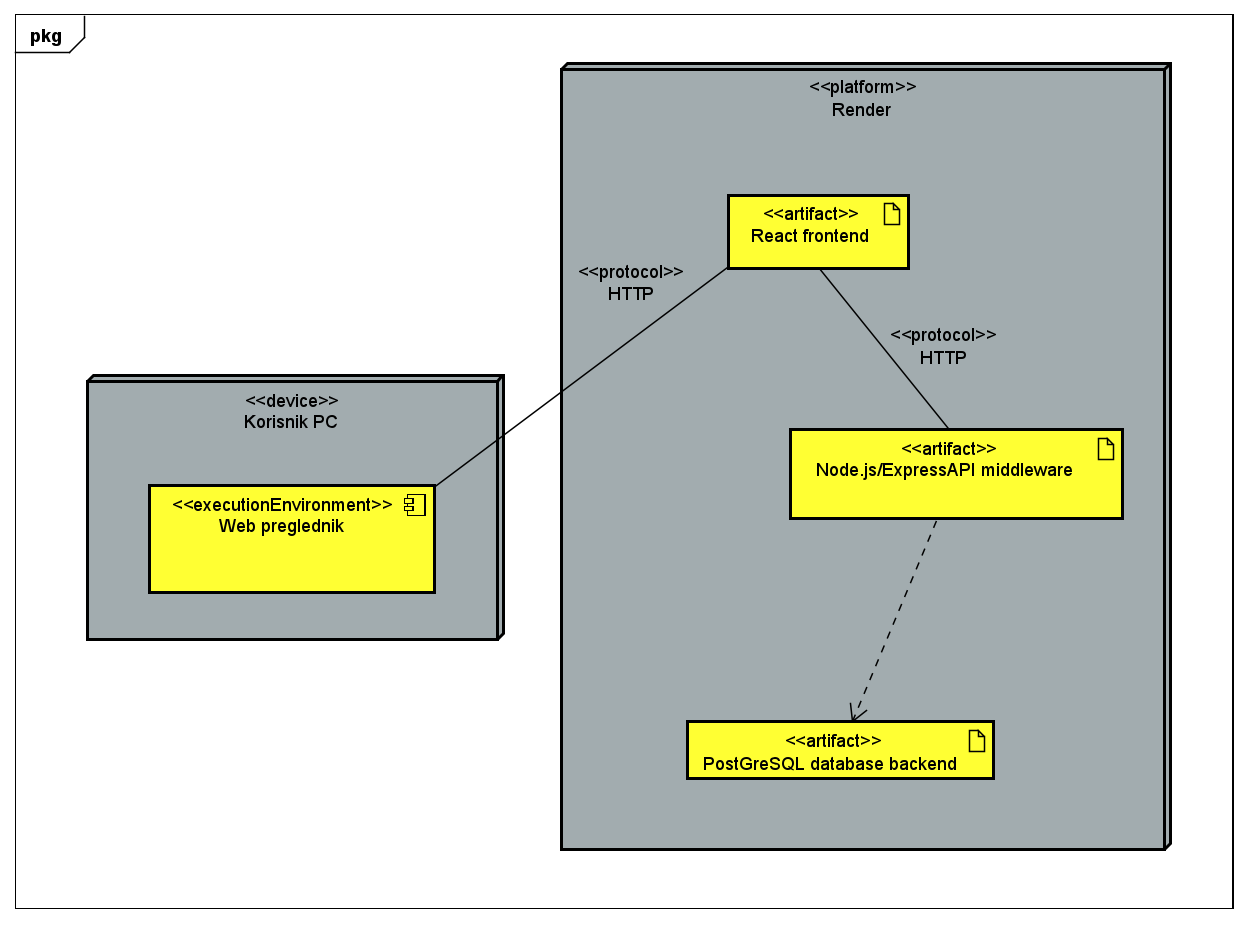 pkg
<<platform>>
Render
<<artifact>>
React frontend
<<protocol>>
HTTP
<<protocol>>
HTTP
<<device>>
Korisnik PC
<<artifact>>
Node.js/ExpressAPI middleware
<<executionEnvironment>>
Web preglednik
<<artifact>>
PostGreSQL database backend